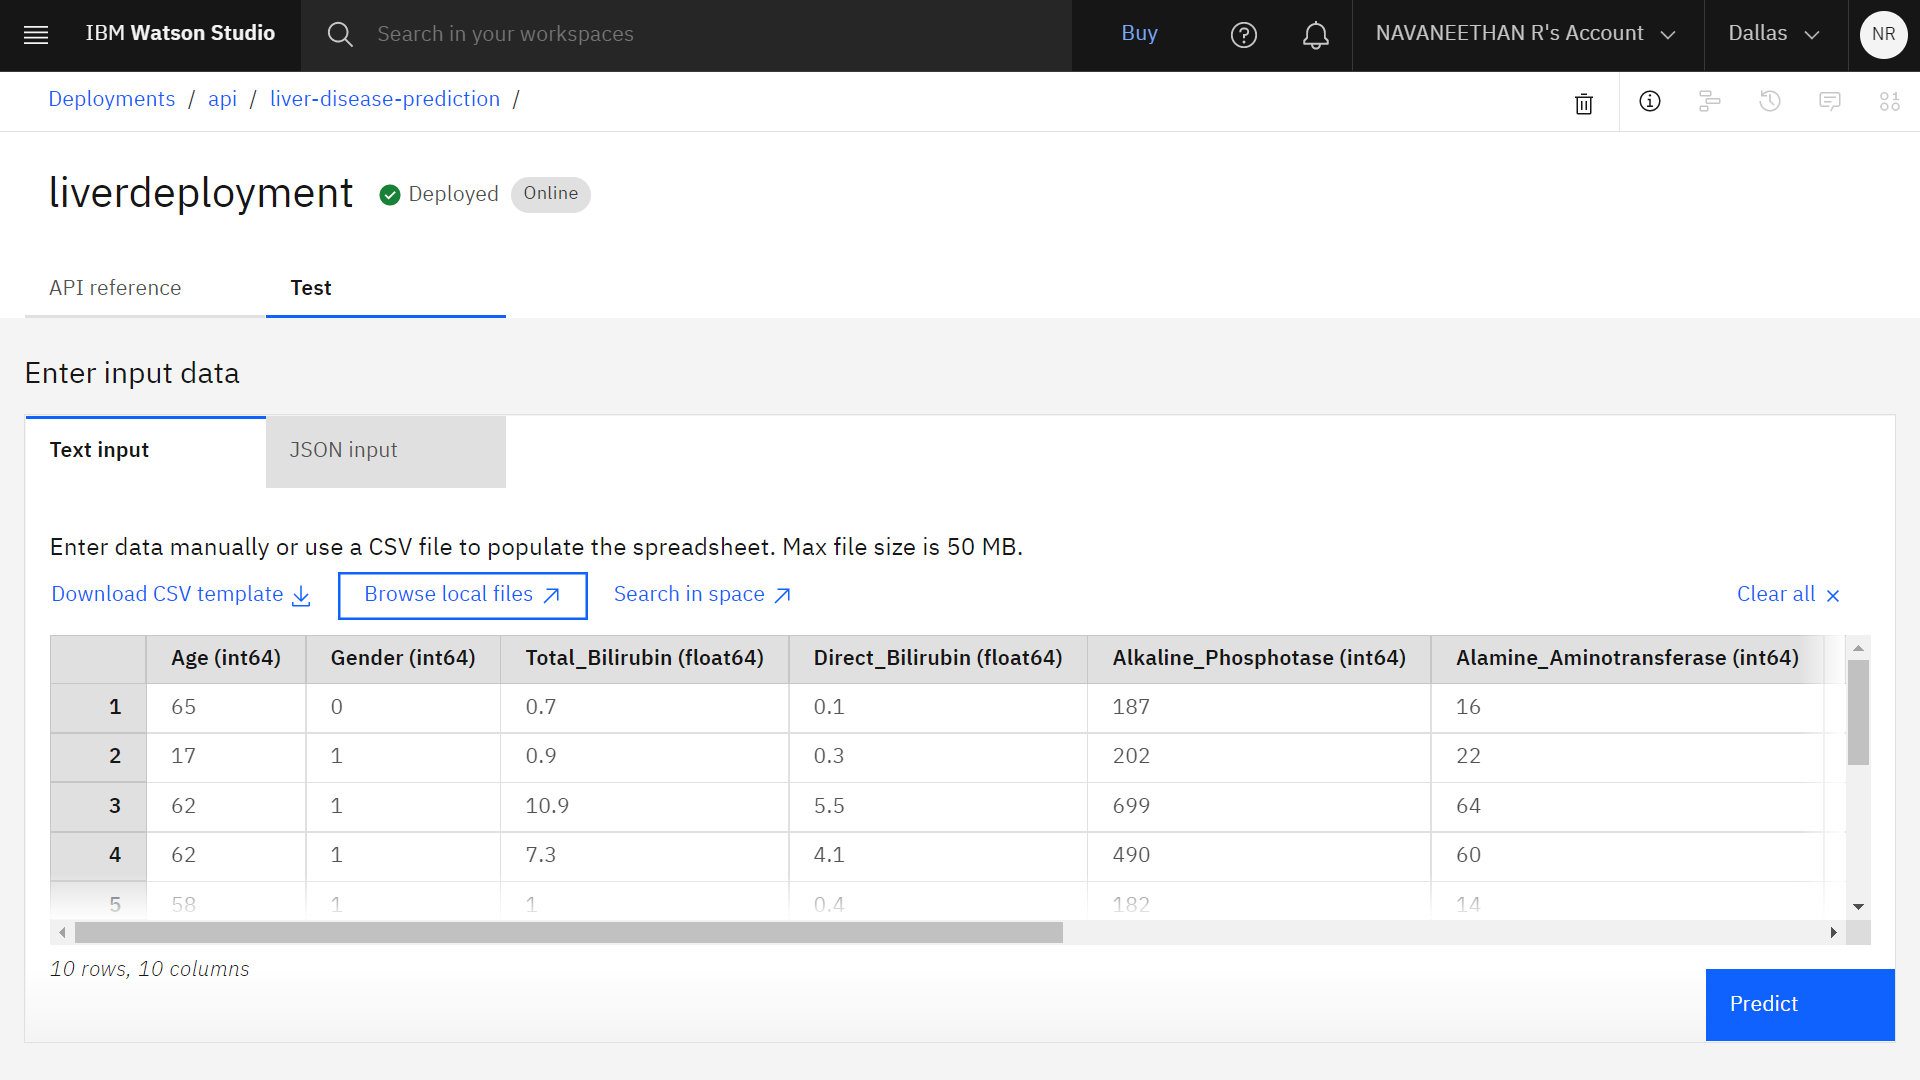 IBM Watson Studio
Search in your workspaces
Buy
NAVANEETHAN R's Account
Dallas
NR
Deployments / api / liver-disease-prediction /
liverdeployment
Deployed
Online
API reference
Test
Enter input data
Text input
JSON input
Enter data manually or use a CSV file to populate the spreadsheet. Max file size is 50 MB.
Download CSV template
Browse local files
Search in space
Clear all
Age (int64) Gender (int64) Total_Bilirubin (float64) Direct_Bilirubin (float64) Alkaline_Phosphotase (int64) Alamine_Aminotransferase (int64)
1 65 0 0.7 0.1 187 16
2 17 1 0.9 0.3 202 22
3 62 1 10.9 5.5 699 64
4 62 1 7.3 4.1 490 60
5 58 1 1 0.4 182 14
10 rows, 10 columns
Predict